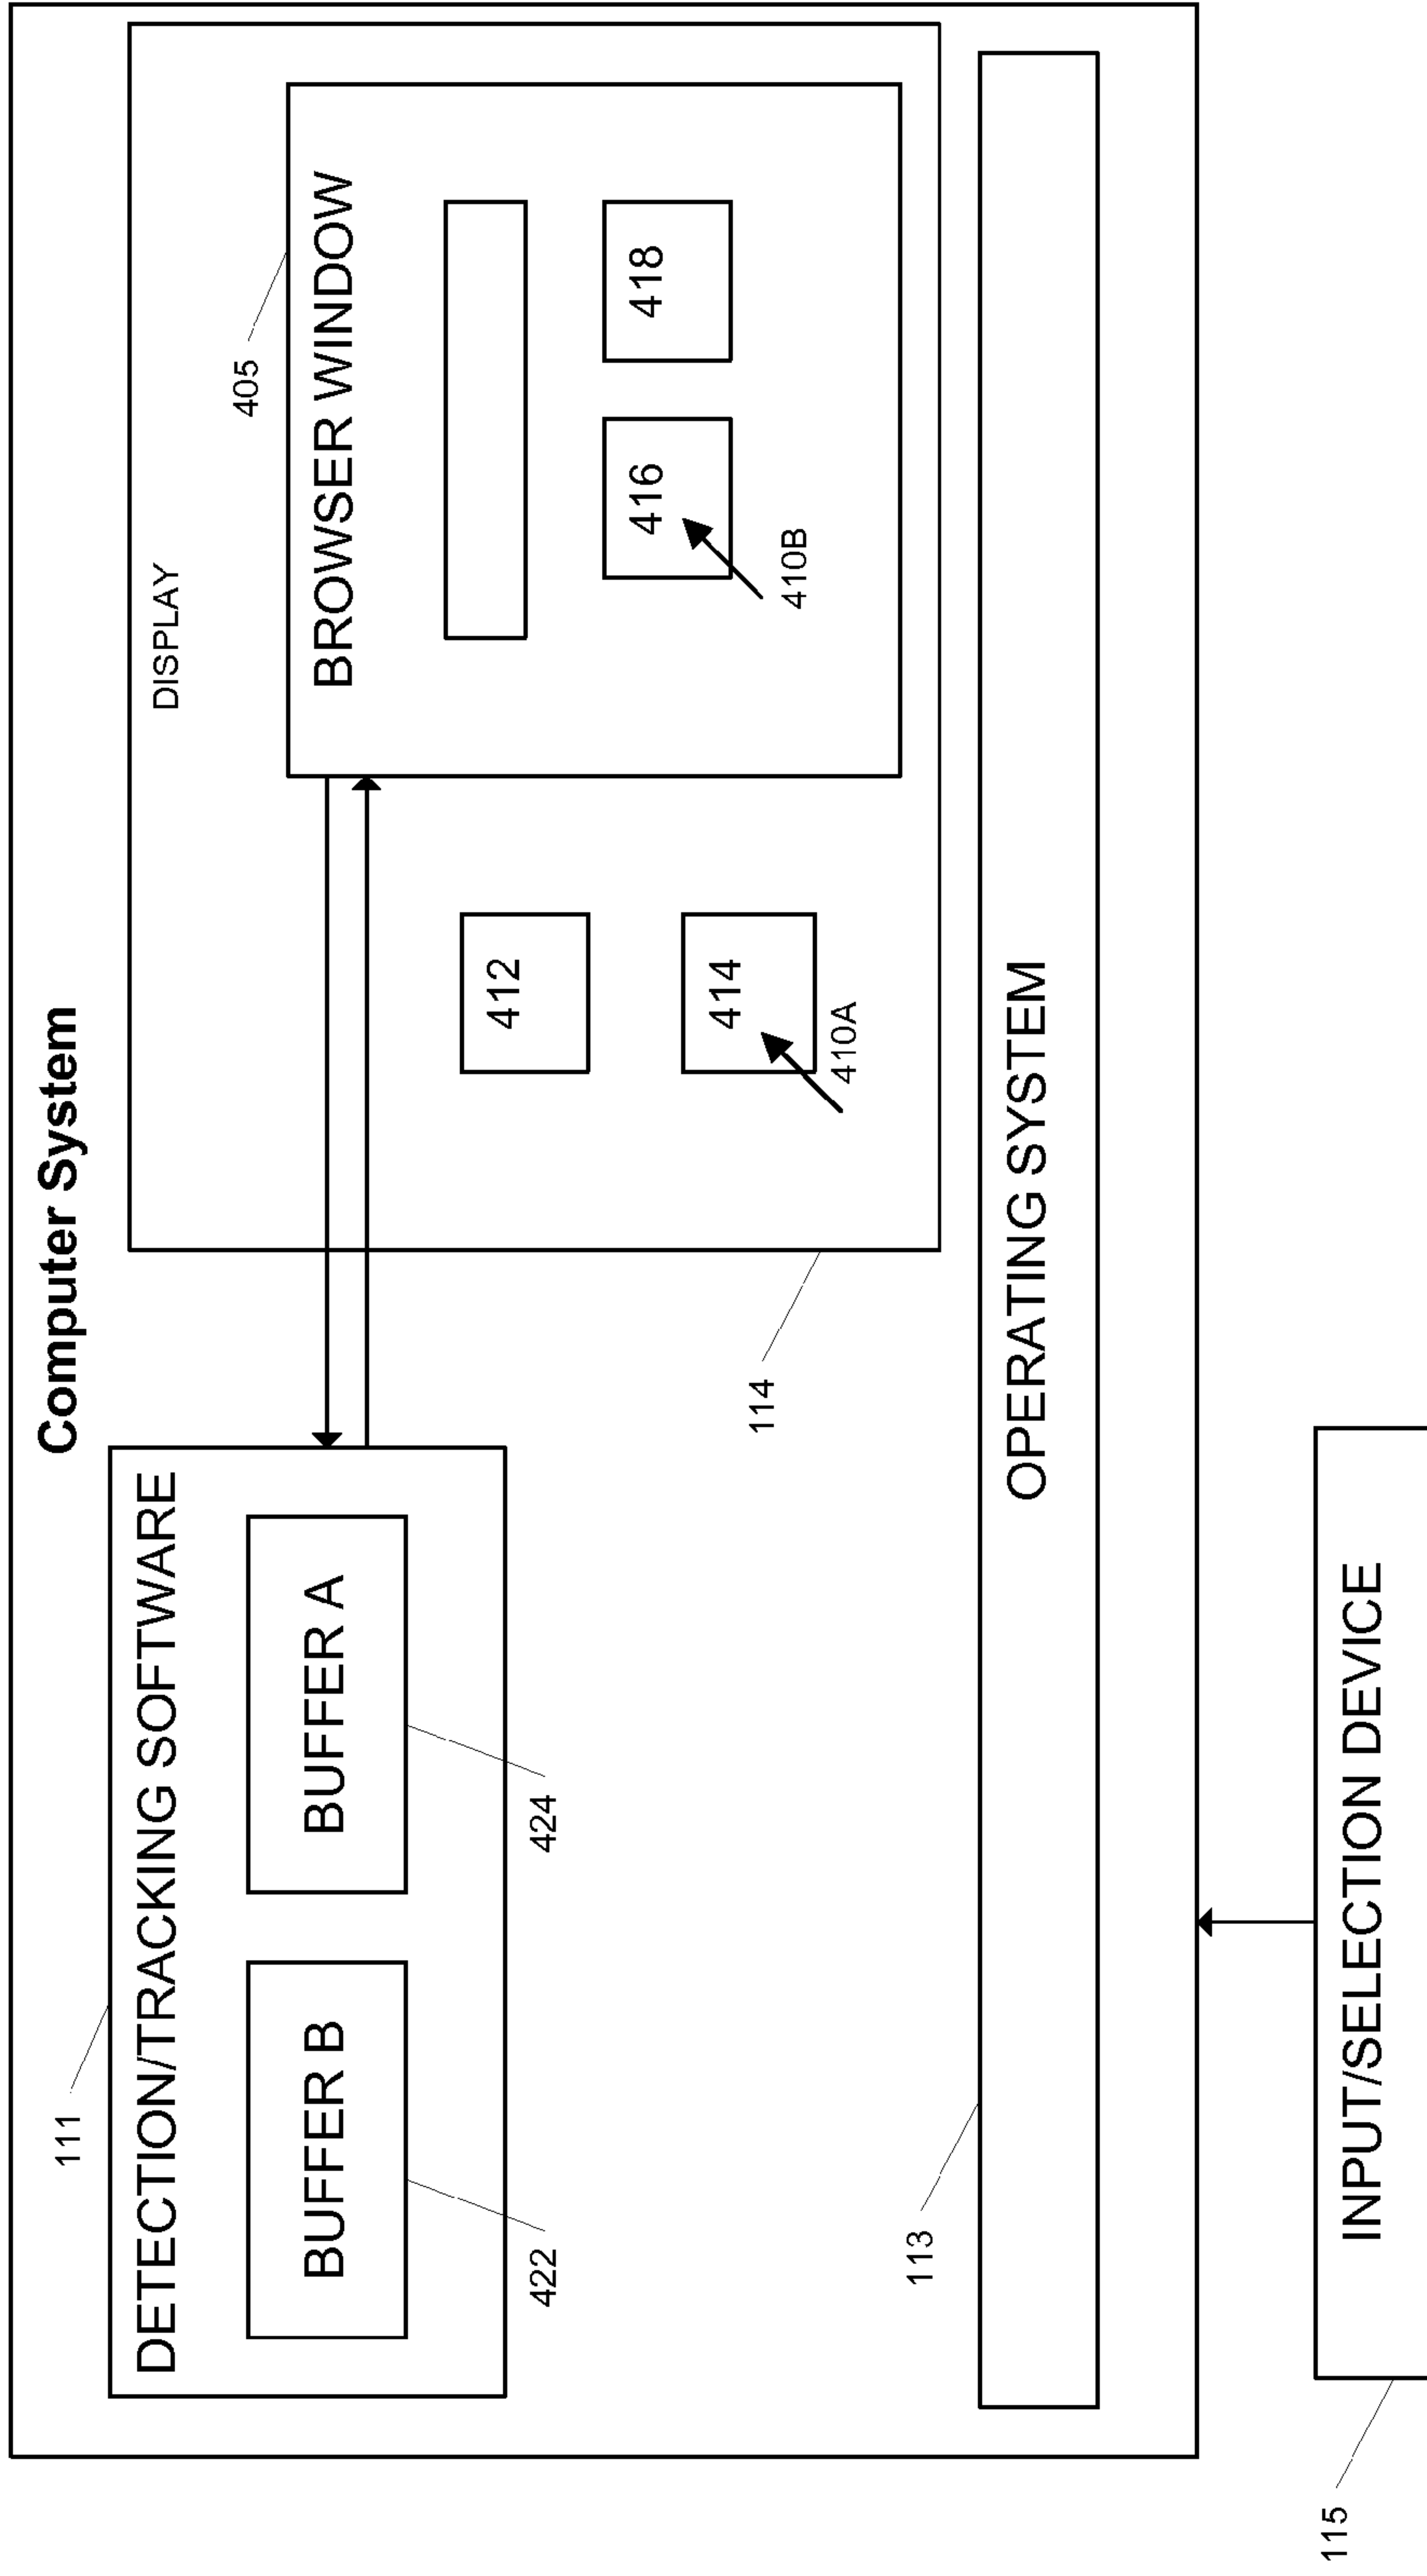 Computer System
111
DETECTION/TRACKING SOFTWARE
BUFFER B
BUFFER A
422
424
DISPLAY
405
BROWSER WINDOW
412
414
410A
416
418
410B
114
113
OPERATING SYSTEM
INPUT/SELECTION DEVICE
115